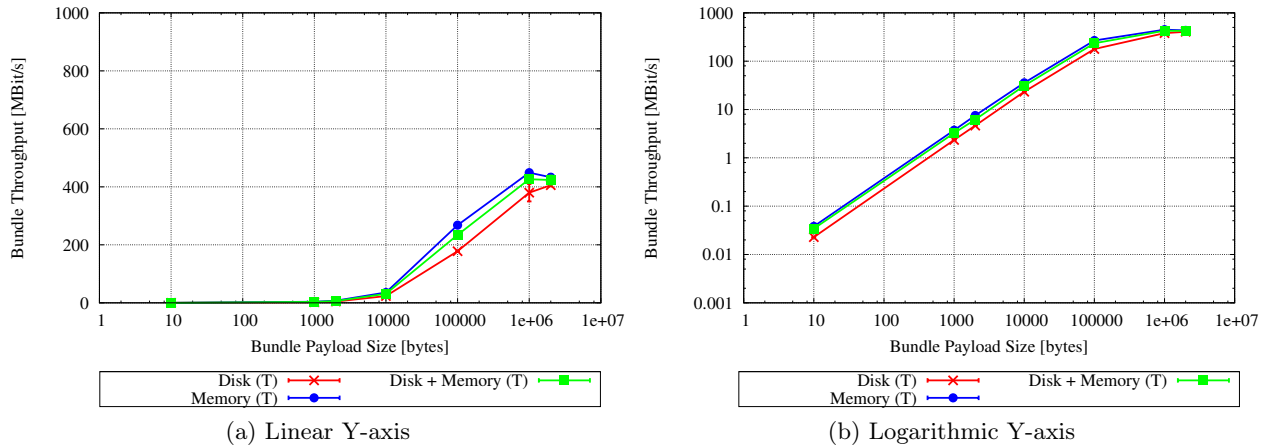 Bundle Throughput [MBit/s]
1000
800
600
400
200
0
1
10
100
1000
10000
100000
1e+06
1e+07
Bundle Payload Size [bytes]
Disk (T)
Memory (T)
Disk + Memory (T)
(a) Linear Y-axis
Bundle Throughput [MBit/s]
1000
100
10
1
0.1
0.01
0.001
1
10
100
1000
10000
100000
1e+06
1e+07
Bundle Payload Size [bytes]
Disk (T)
Memory (T)
Disk + Memory (T)
(b) Logarithmic Y-axis